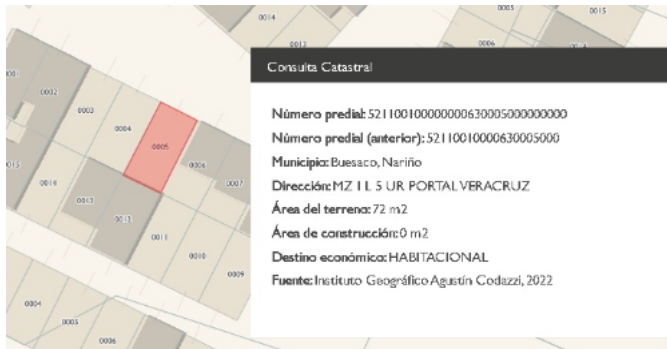 0014
0003
0015
0013
0006
0014
Consulta Catastral
Número predial: 521100100000000630005000000000
Número predial (anterior): 52110010000630005000
Municipio: Buesaco, Nariño
Dirección: MZ 1 L 5 UR PORTAL VERACRUZ
Área del terreno: 72 m2
Área de construcción: 0 m2
Destino económico: HABITACIONAL
Fuente: Instituto Geográfico Agustín Codazzi, 2022
0002
0003
0004
0005
0006
0007
0015
0014
0013
0012
0011
0010
0009
0004
0005
0006